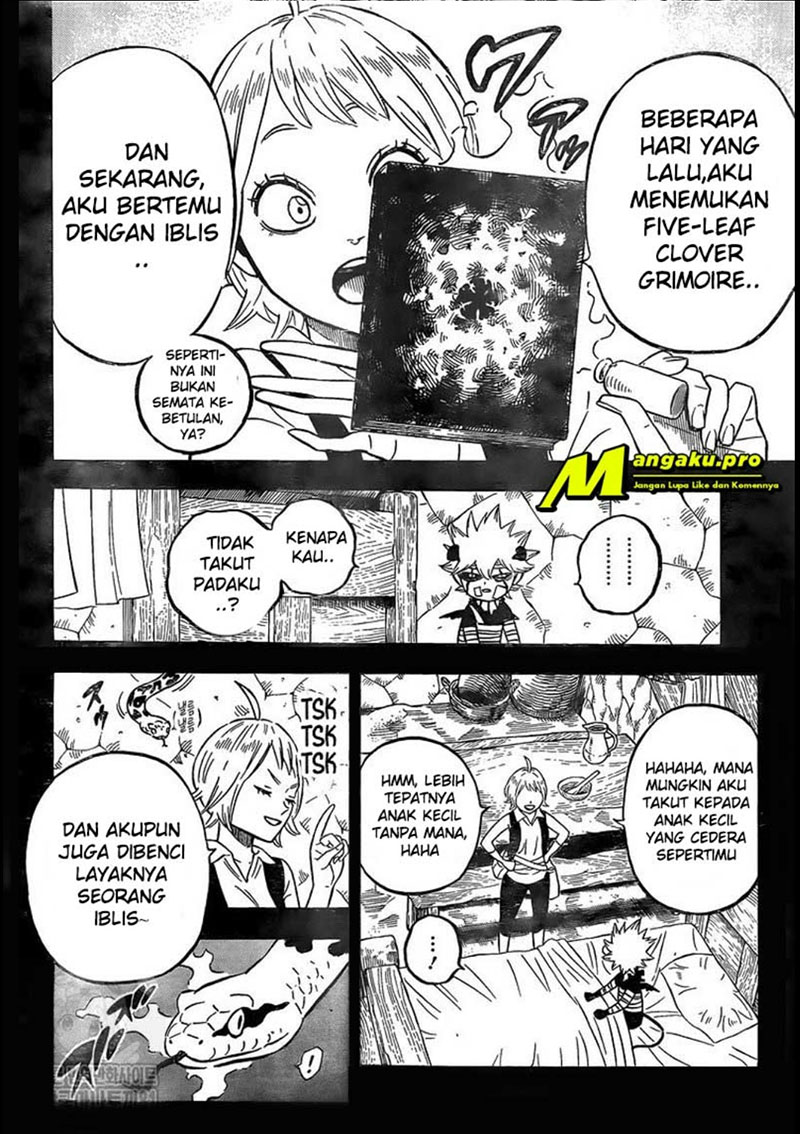 BEBERAPA
HARI YANG
LALU,AKU
MENEMUKAN
FIVE-LEAF
CLOVER
GRIMOIRE..
DAN
SEKARANG,
AKU BERTEMU
DENGAN IBLIS
..
SEPERTI-
NYA INI
BUKAN
SEMATA KE-
BETULAN,
YA?
Mangaku.pro
Jangan Lupa Like dan Komennya
........
KENAPA
KAU..
TIDAK
TAKUT
PADAKU
..?
HAHAHA, MANA
MUNGKIN AKU
TAKUT KEPADA
ANAK KECIL
YANG CEDERA
SEPERTIMU
HMM, LEBIH
TEPATNYA
ANAK KECIL
TANPA MANA,
HAHA
...!
TSK
TSK
TSK
DAN AKUPUN
JUGA DIBENCI
LAYAKNYA
SEORANG
IBLIS~
!